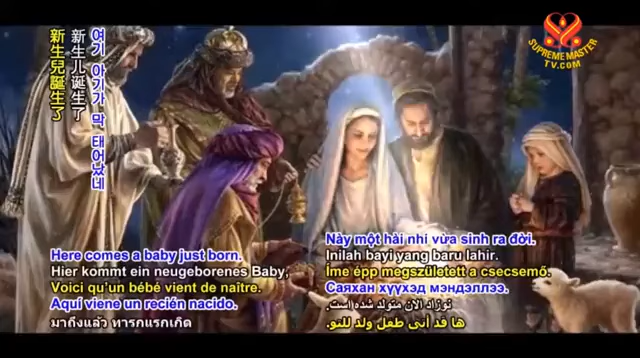 新生兒誕生了
新生儿诞生了
여기 아기가 막 태어났네
SUPREME MASTER
TV.COM
Here comes a baby just born.
Hier kommt ein neugeborenes Baby,
Voici qu'un bébé vient de naître.
Aquí viene un recién nacido.
มาถึงแล้ว ทารกแรกเกิด
Này một hài nhi vừa sinh ra đời.
Inilah bayi yang baru lahir.
Íme épp megszületett a csecsemő.
Саяхан хүүхэд мэндэллээ.
نوزاد الان متولد شده است.
ها قد أتى طفل ولد للتو.